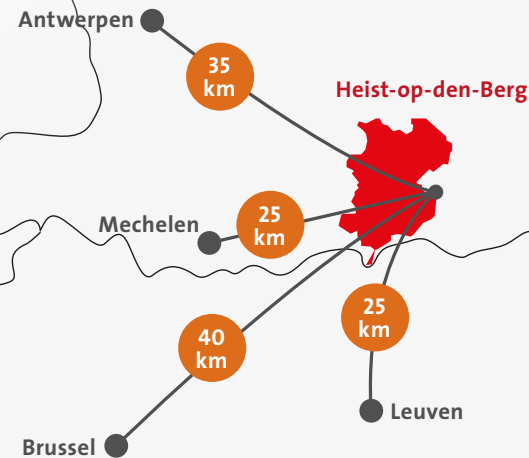 Antwerpen
35
km
Heist-op-den-Berg
Mechelen
25
km
25
km
40
km
Leuven
Brussel